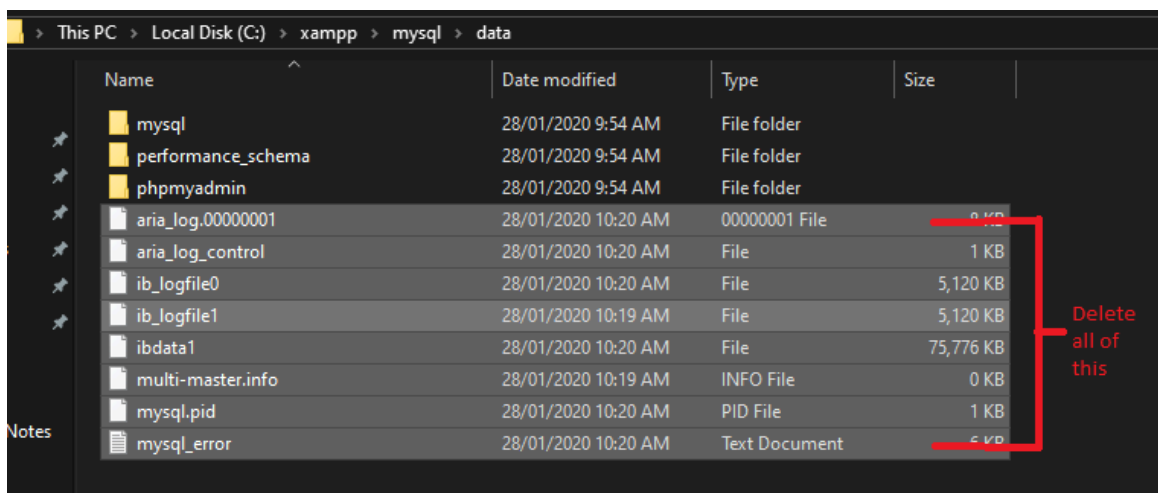 This PC > Local Disk (C:) > xampp > mysql > data
Name Date modified Type Size
mysql 28/01/2020 9:54 AM File folder
performance_schema 28/01/2020 9:54 AM File folder
phpmyadmin 28/01/2020 9:54 AM File folder
aria_log.00000001 28/01/2020 10:20 AM 00000001 File 8 KB
aria_log_control 28/01/2020 10:20 AM File 1 KB
ib_logfile0 28/01/2020 10:20 AM File 5,120 KB
ib_logfile1 28/01/2020 10:19 AM File 5,120 KB
ibdata1 28/01/2020 10:20 AM File 75,776 KB
multi-master.info 28/01/2020 10:19 AM INFO File 0 KB
mysql.pid 28/01/2020 10:20 AM PID File 1 KB
mysql_error 28/01/2020 10:20 AM Text Document 6 KB
Delete
all of
this
Notes